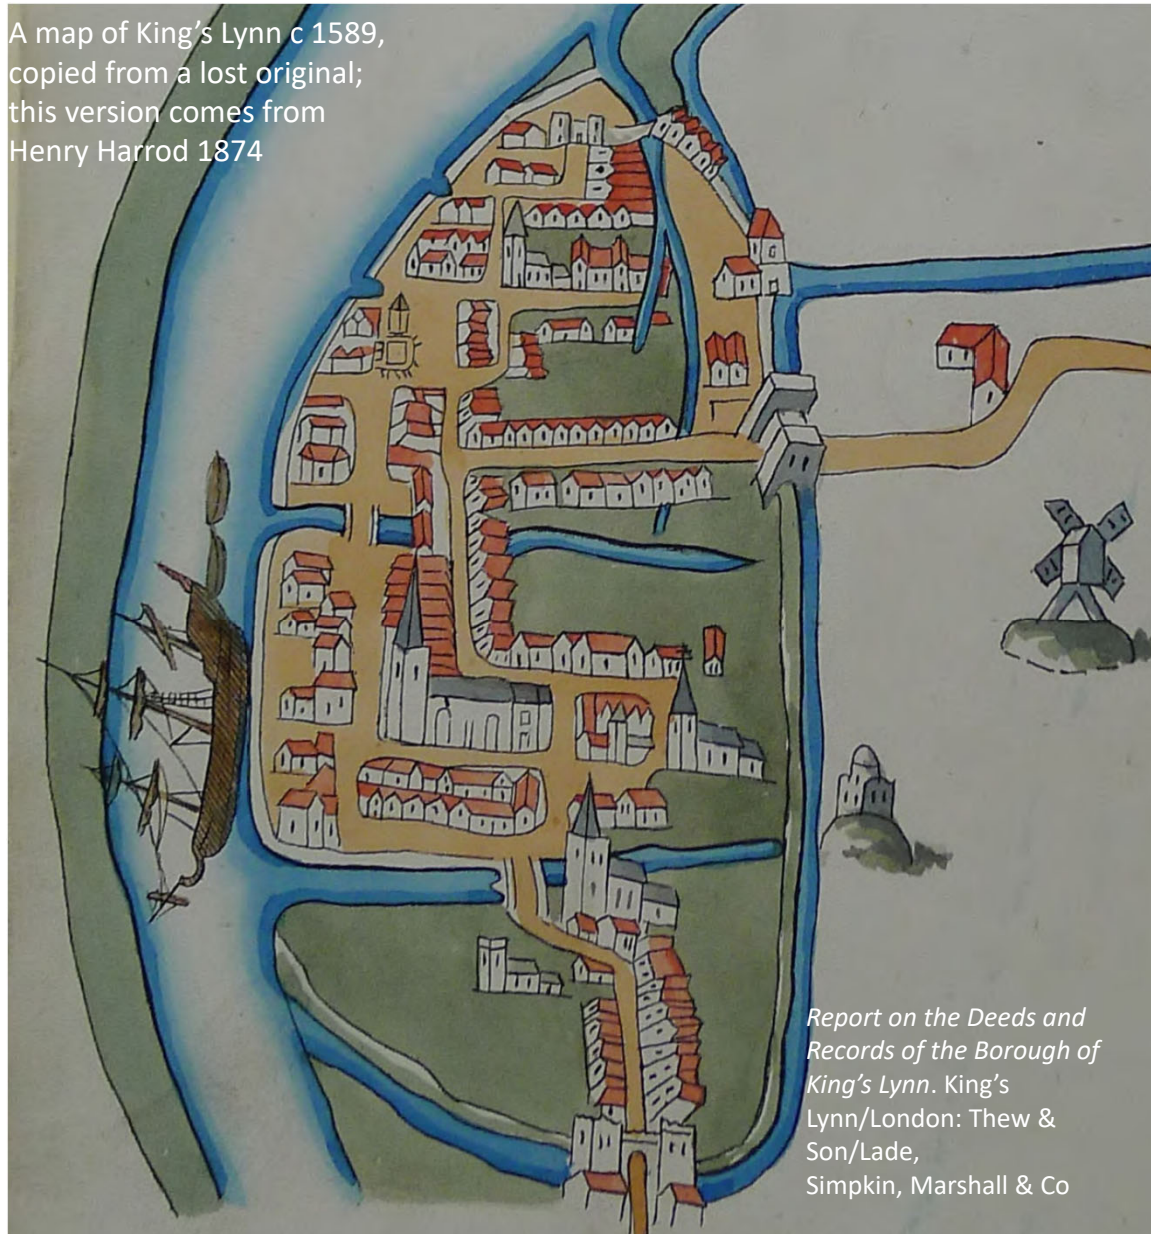 A map of King's Lynn c 1589,
copied from a lost original;
this version comes from
Henry Harrod 1874
Report on the Deeds and
Records of the Borough of
King's Lynn. King's
Lynn/London: Thew &
Son/Lade,
Simpkin, Marshall & Co